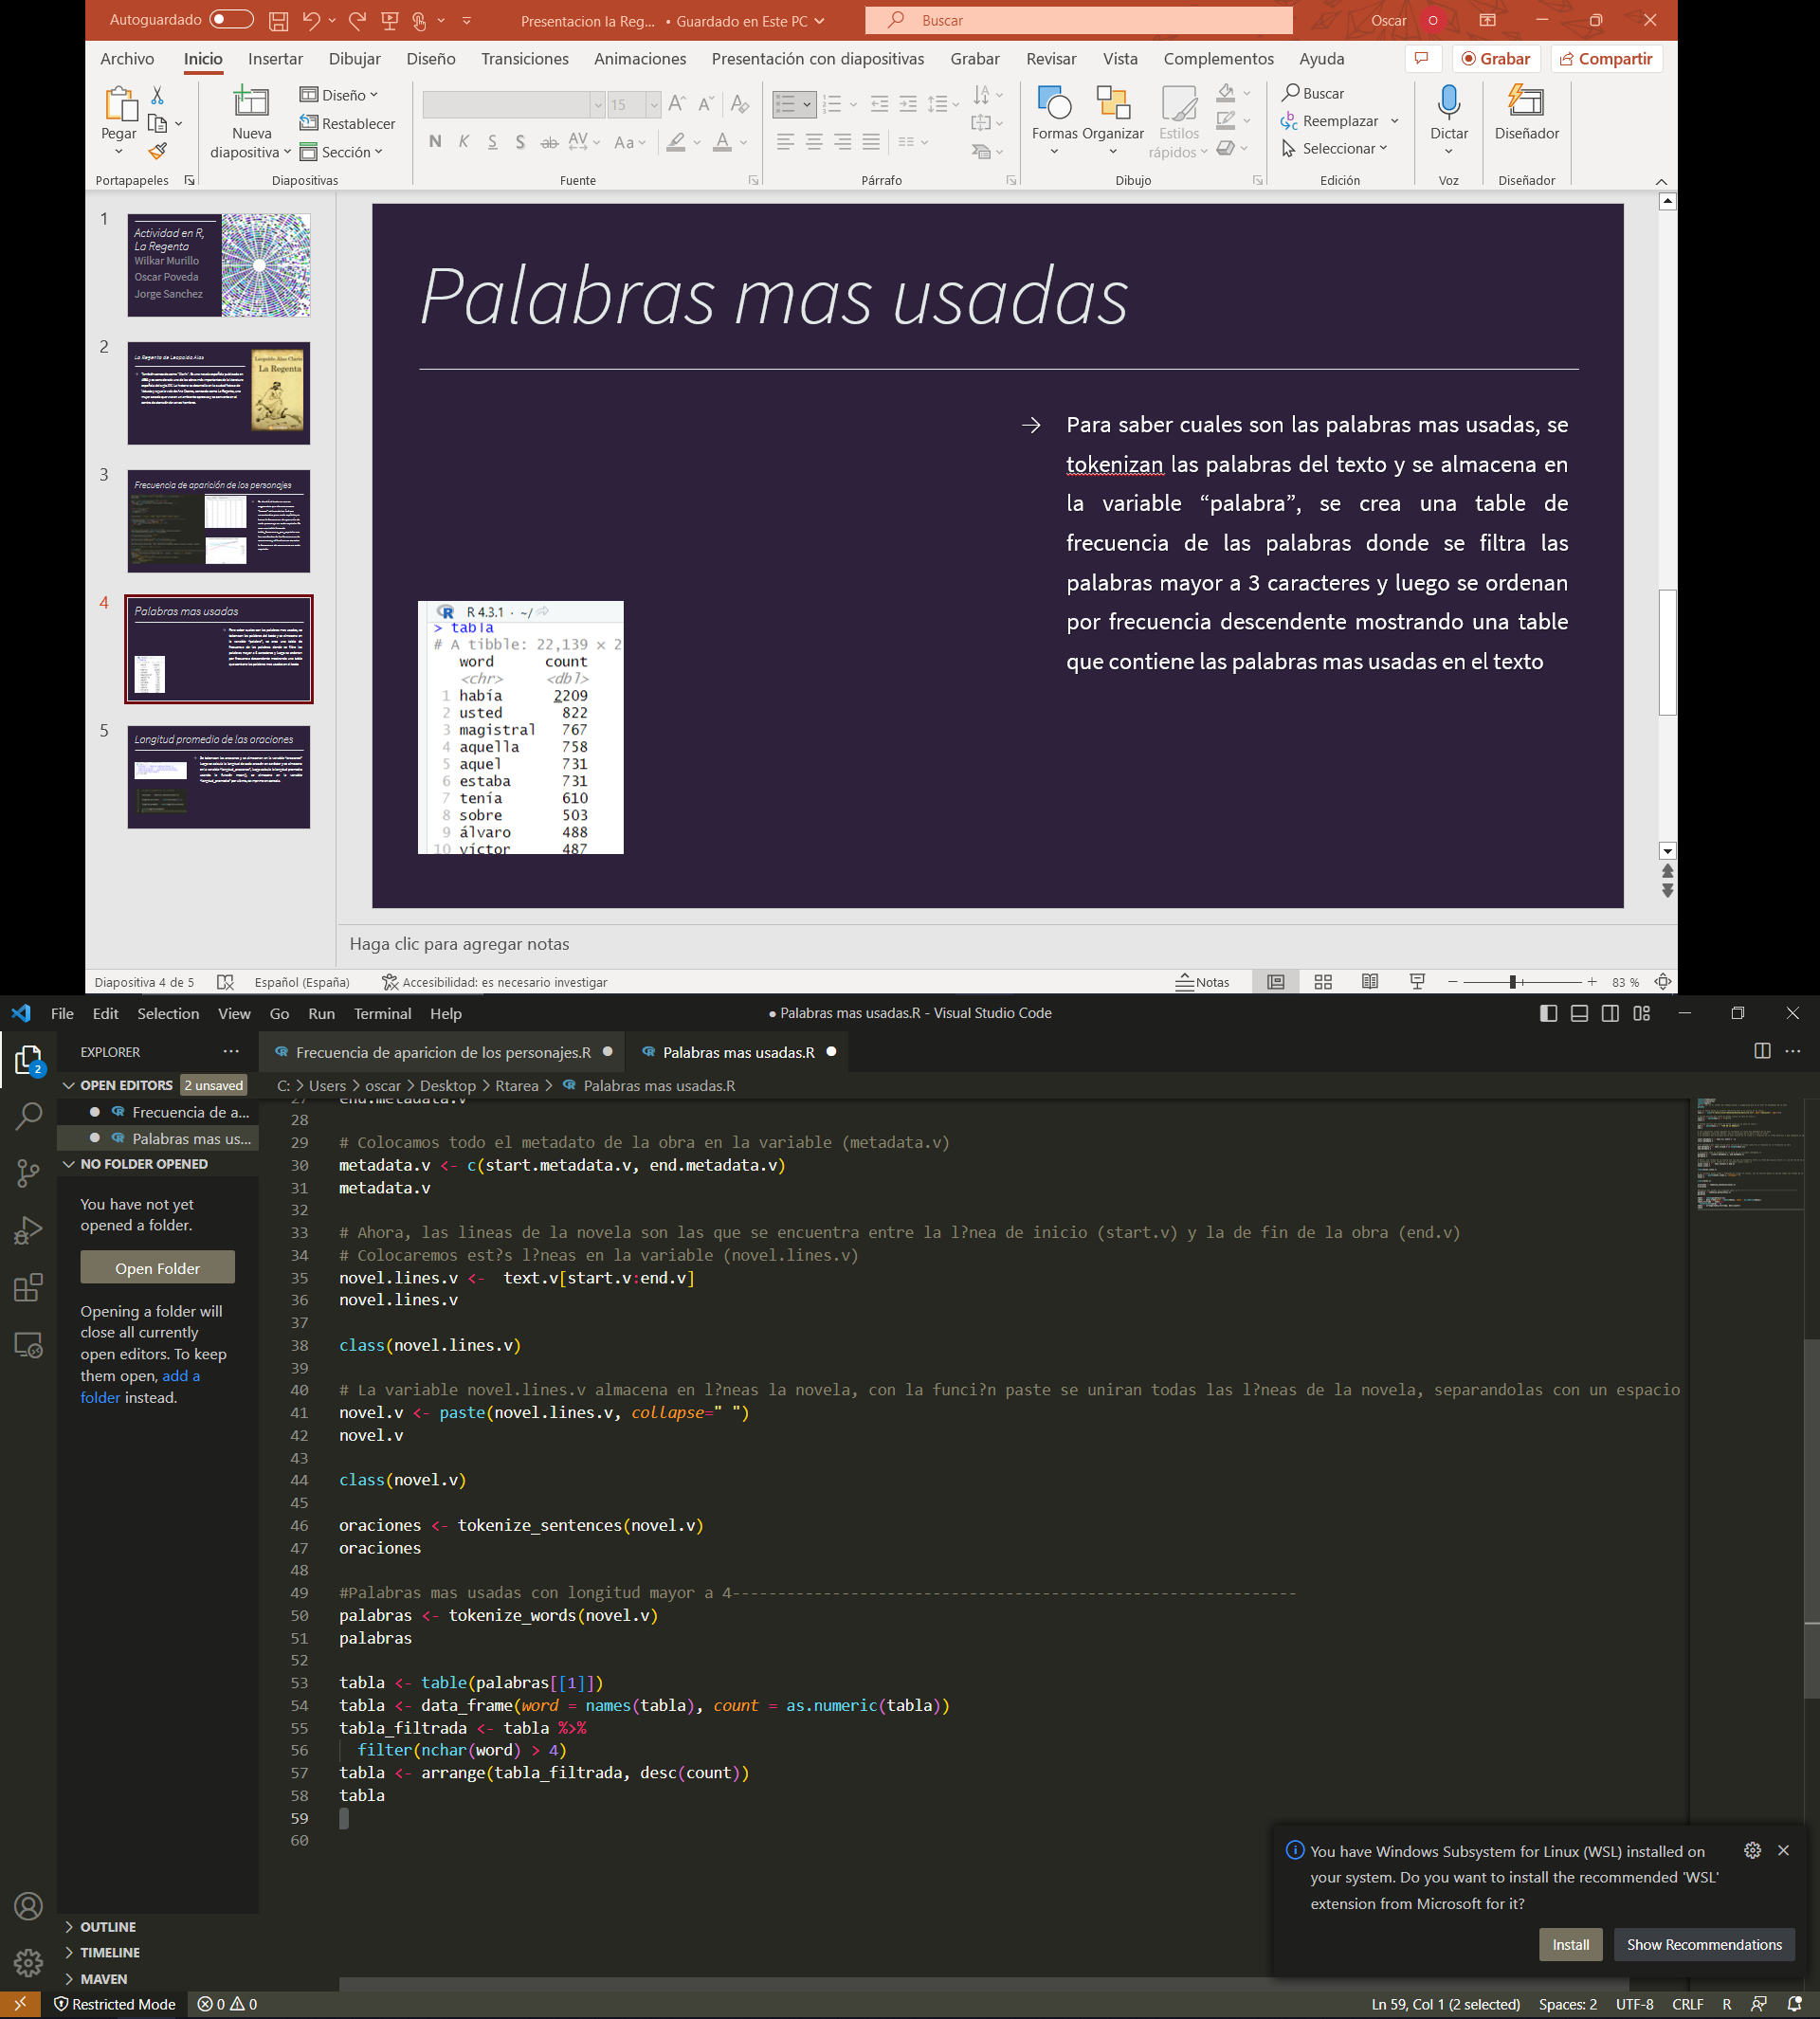 Autoguardado
Presentacion la Reg... • Guardado en Este PC
Buscar
Oscar
O
Archivo
Inicio
Insertar
Dibujar
Diseño
Transiciones
Animaciones
Presentación con diapositivas
Grabar
Revisar
Vista
Complementos
Ayuda
Grabar
Compartir
Pegar
Nueva diapositiva
Diseño
Restablecer
Sección
15
N K S S ab AV Aa A
Formas
Organizar
Estilos rápidos
Buscar
Reemplazar
Seleccionar
Dictar
Diseñador
Portapapeles
Diapositivas
Fuente
Párrafo
Dibujo
Edición
Voz
Diseñador
1
Actividad en R,
La Regenta
Wilkar Murillo
Oscar Poveda
Jorge Sanchez
2
La Regenta de Leopoldo Alas
La Regenta
3
Frecuencia de aparición de los personajes
4
Palabras mas usadas
5
Longitud promedio de las oraciones
Palabras mas usadas
→ Para saber cuales son las palabras mas usadas, se
tokenizan las palabras del texto y se almacena en
la variable “palabra”, se crea una table de
frecuencia de las palabras donde se filtra las
palabras mayor a 3 caracteres y luego se ordenan
por frecuencia descendente mostrando una table
que contiene las palabras mas usadas en el texto
R 4.3.1 · ~/
> tabla
# A tibble: 22,139 × 2
word count
<chr> <dbl>
1 había 2209
2 usted 822
3 magistral 767
4 aquella 758
5 aquel 731
6 estaba 731
7 tenía 610
8 sobre 503
9 álvaro 488
10 víctor 487
Haga clic para agregar notas
Diapositiva 4 de 5
Español (España)
Accesibilidad: es necesario investigar
Notas
83 %
File Edit Selection View Go Run Terminal Help
● Palabras mas usadas.R - Visual Studio Code
2
EXPLORER
OPEN EDITORS 2 unsaved
Frecuencia de a...
Palabras mas us...
NO FOLDER OPENED
You have not yet
opened a folder.
Open Folder
Opening a folder will
close all currently
open editors. To keep
them open, add a
folder instead.
OUTLINE
TIMELINE
MAVEN
Frecuencia de aparicion de los personajes.R
Palabras mas usadas.R
C: > Users > oscar > Desktop > Rtarea > Palabras mas usadas.R
27 end.metadata.v
28
29 # Colocamos todo el metadato de la obra en la variable (metadata.v)
30 metadata.v <- c(start.metadata.v, end.metadata.v)
31 metadata.v
32
33 # Ahora, las lineas de la novela son las que se encuentra entre la l?nea de inicio (start.v) y la de fin de la obra (end.v)
34 # Colocaremos est?s l?neas en la variable (novel.lines.v)
35 novel.lines.v <-  text.v[start.v:end.v]
36 novel.lines.v
37
38 class(novel.lines.v)
39
40 # La variable novel.lines.v almacena en l?neas la novela, con la funci?n paste se uniran todas las l?neas de la novela, separandolas con un espacio
41 novel.v <- paste(novel.lines.v, collapse=" ")
42 novel.v
43
44 class(novel.v)
45
46 oraciones <- tokenize_sentences(novel.v)
47 oraciones
48
49 #Palabras mas usadas con longitud mayor a 4--------------------------------------------------------------
50 palabras <- tokenize_words(novel.v)
51 palabras
52
53 tabla <- table(palabras[[1]])
54 tabla <- data_frame(word = names(tabla), count = as.numeric(tabla))
55 tabla_filtrada <- tabla %>%
56   filter(nchar(word) > 4)
57 tabla <- arrange(tabla_filtrada, desc(count))
58 tabla
59
60
You have Windows Subsystem for Linux (WSL) installed on
your system. Do you want to install the recommended 'WSL'
extension from Microsoft for it?
Install
Show Recommendations
Restricted Mode
0 0
Ln 59, Col 1 (2 selected)
Spaces: 2
UTF-8
CRLF
R